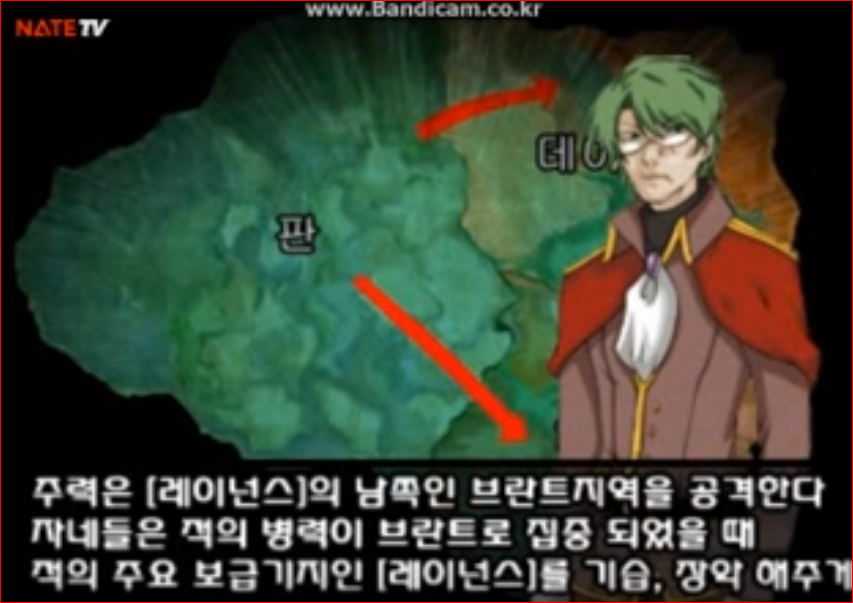 www.Bandicam.co.kr
NATE TV
데이
판
주력은 [레이넌스]의 남쪽인 브란트지역을 공격한다
자네들은 적의 병력이 브란트로 집중 되었을 때
적의 주요 보급기지인 [레이넌스]를 기습, 장악 해주게